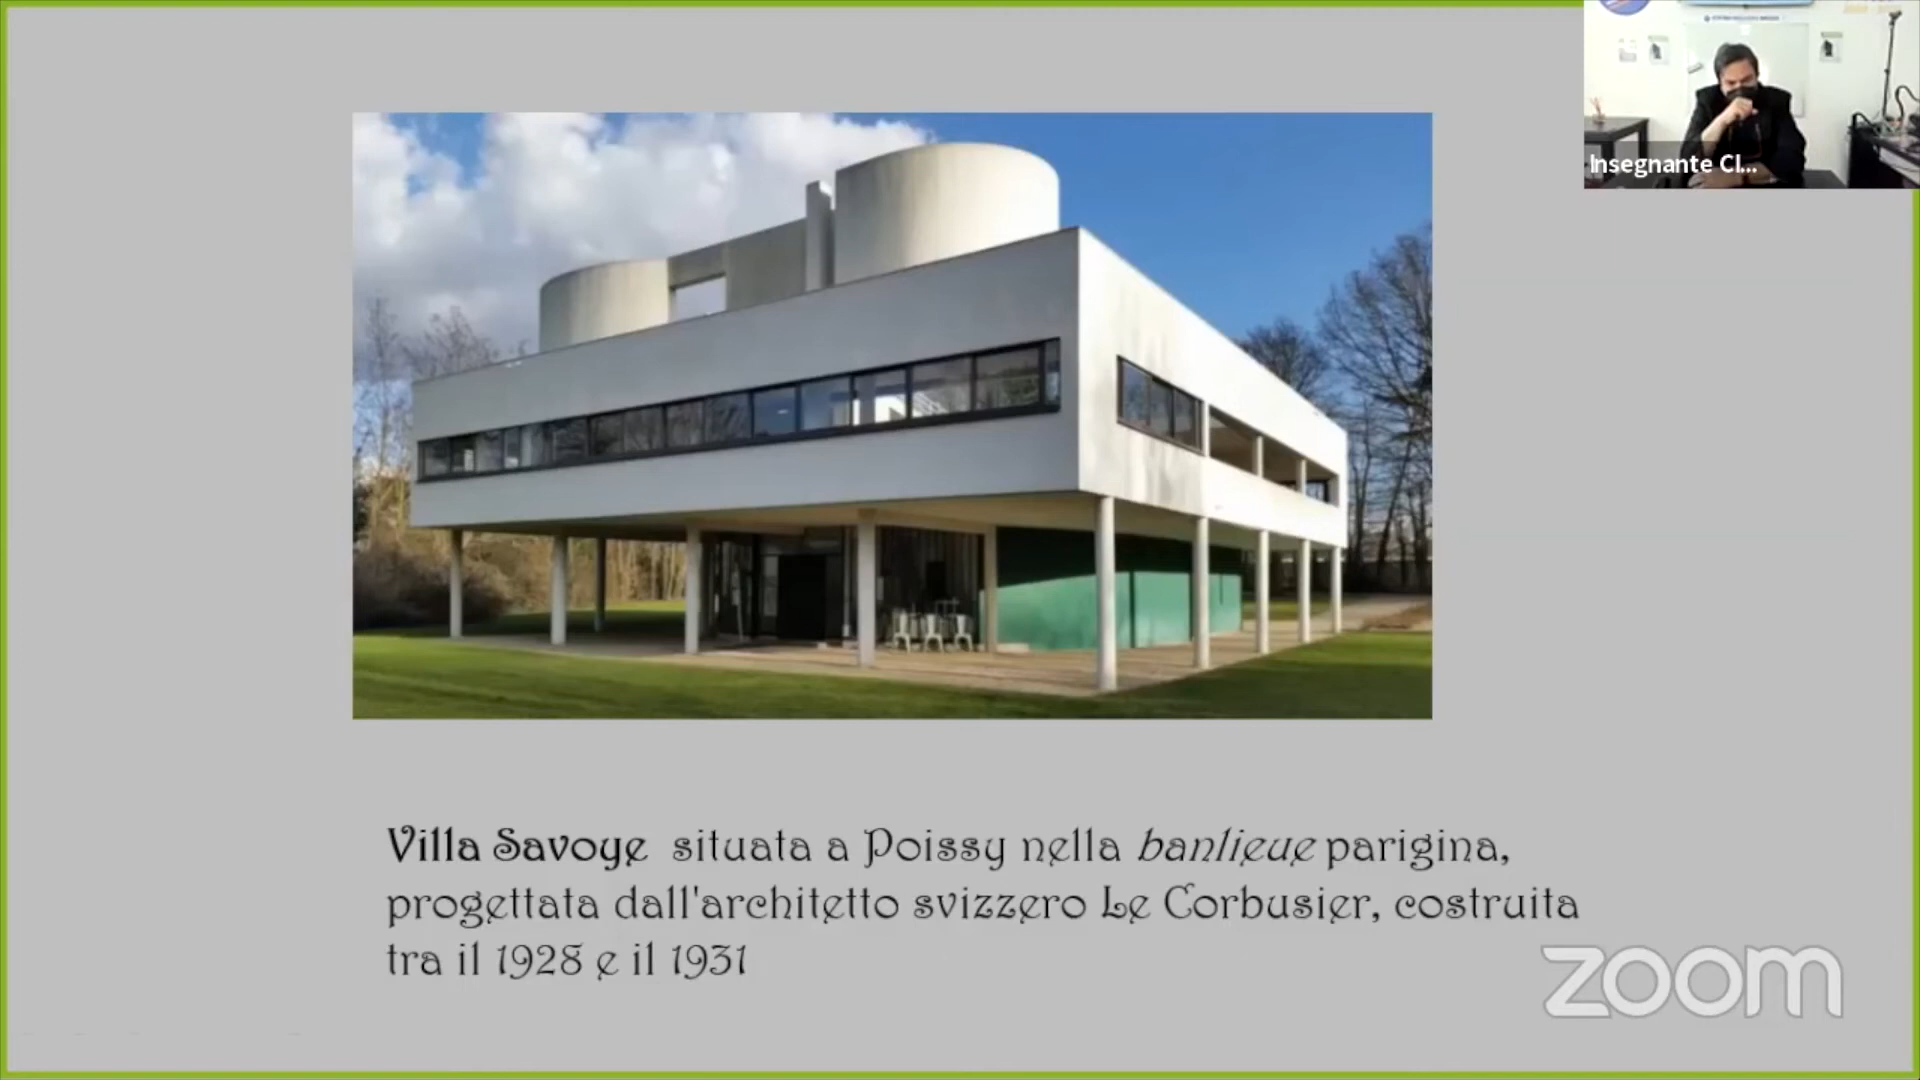 Insegnante Cl...
Villa Savoye situata a Poissy nella banlieue parigina,
progettata dall'architetto svizzero Le Corbusier, costruita
tra il 1928 e il 1931
zoom